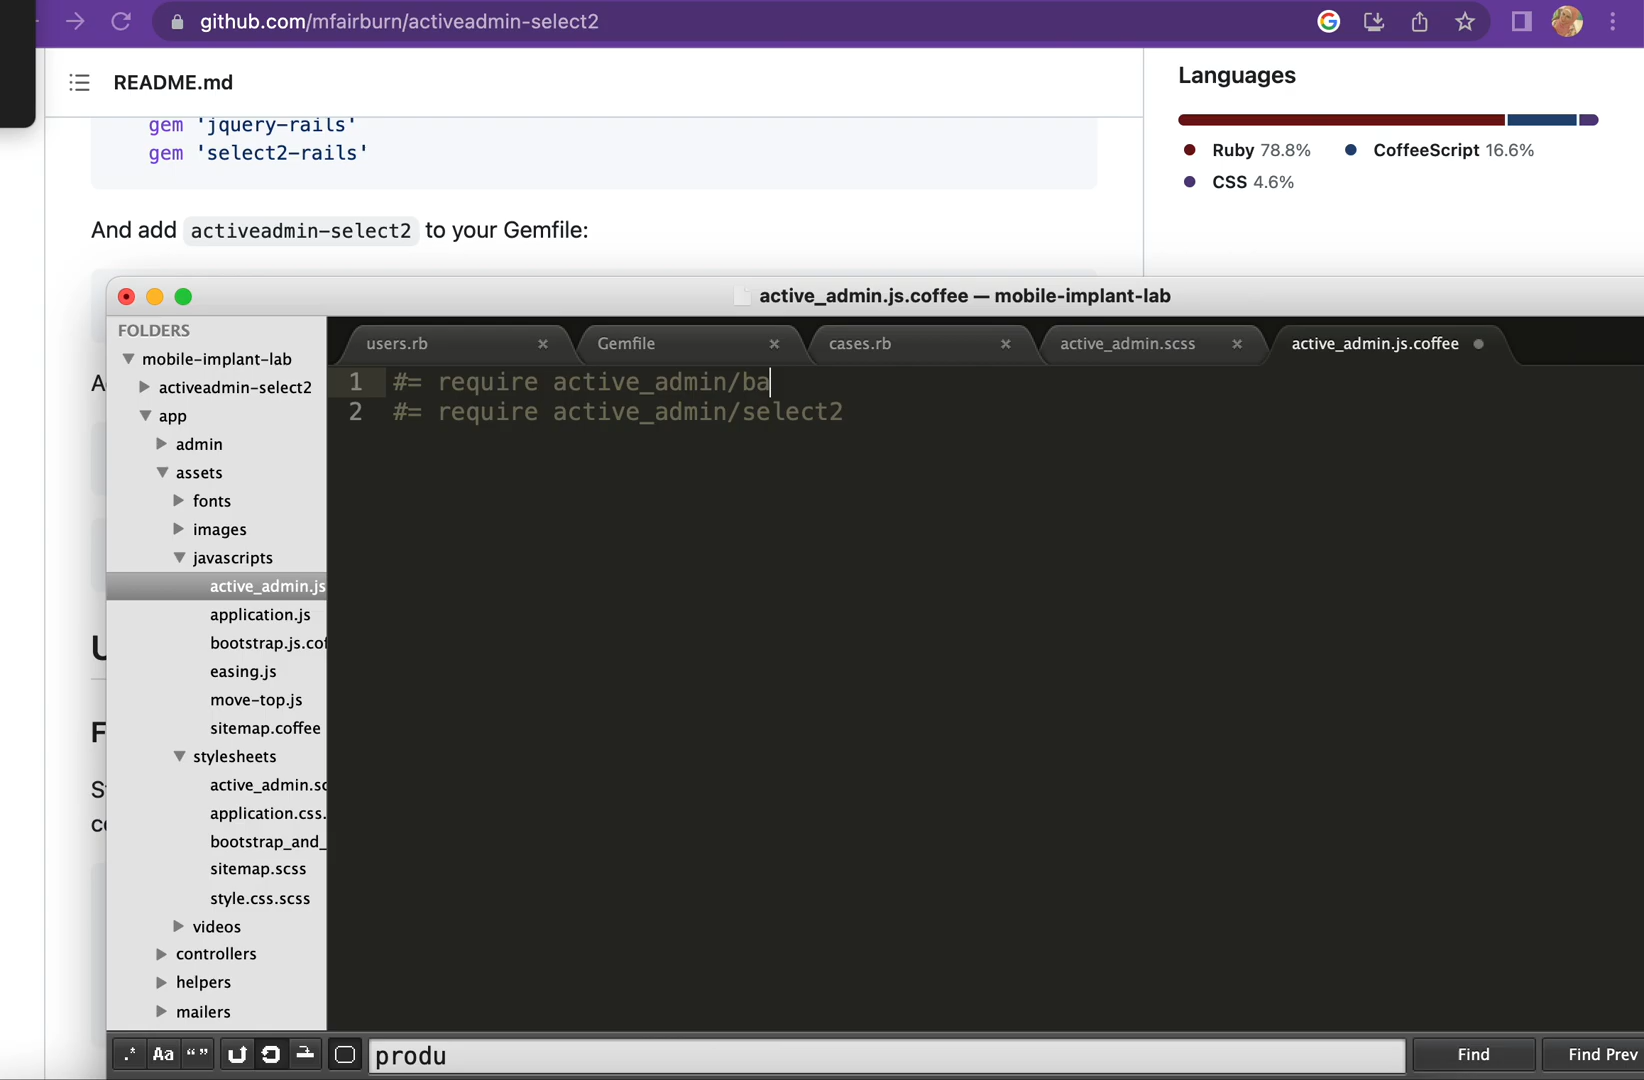 github.com/mfairburn/activeadmin-select2
README.md
gem 'jquery-rails'
gem 'select2-rails'
And add activeadmin-select2 to your Gemfile:
Languages
Ruby 78.8%
CoffeeScript 16.6%
CSS 4.6%
active_admin.js.coffee — mobile-implant-lab
FOLDERS
mobile-implant-lab
activeadmin-select2
app
admin
assets
fonts
images
javascripts
active_admin.js
application.js
bootstrap.js.cof
easing.js
move-top.js
sitemap.coffee
stylesheets
active_admin.sc
application.css.
bootstrap_and_
sitemap.scss
style.css.scss
videos
controllers
helpers
mailers
users.rb
Gemfile
cases.rb
active_admin.scss
active_admin.js.coffee
1 #= require active_admin/ba
2 #= require active_admin/select2
.* Aa “ ”
produ
Find
Find Prev